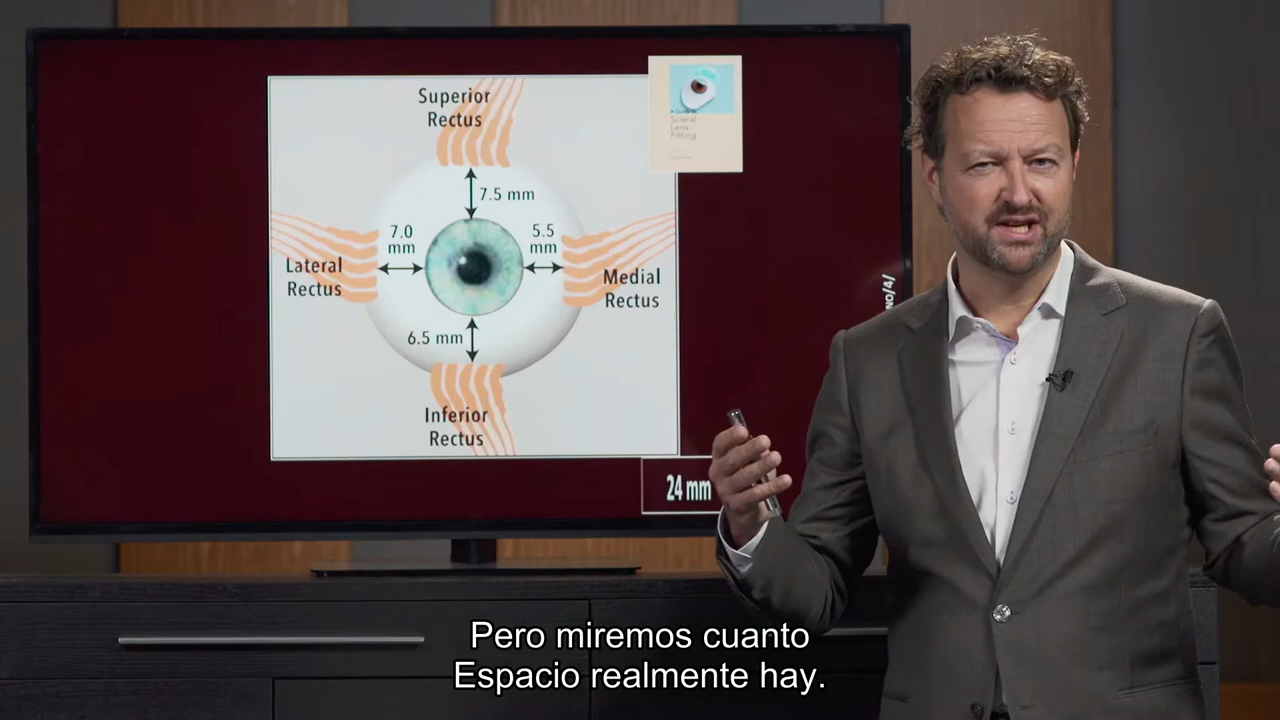 Superior
Rectus
Scleral
Lens
Fitting
7.5 mm
7.0
mm
5.5
mm
Lateral
Rectus
Medial
Rectus
6.5 mm
Inferior
Rectus
24 mm
Pero miremos cuanto
Espacio realmente hay.